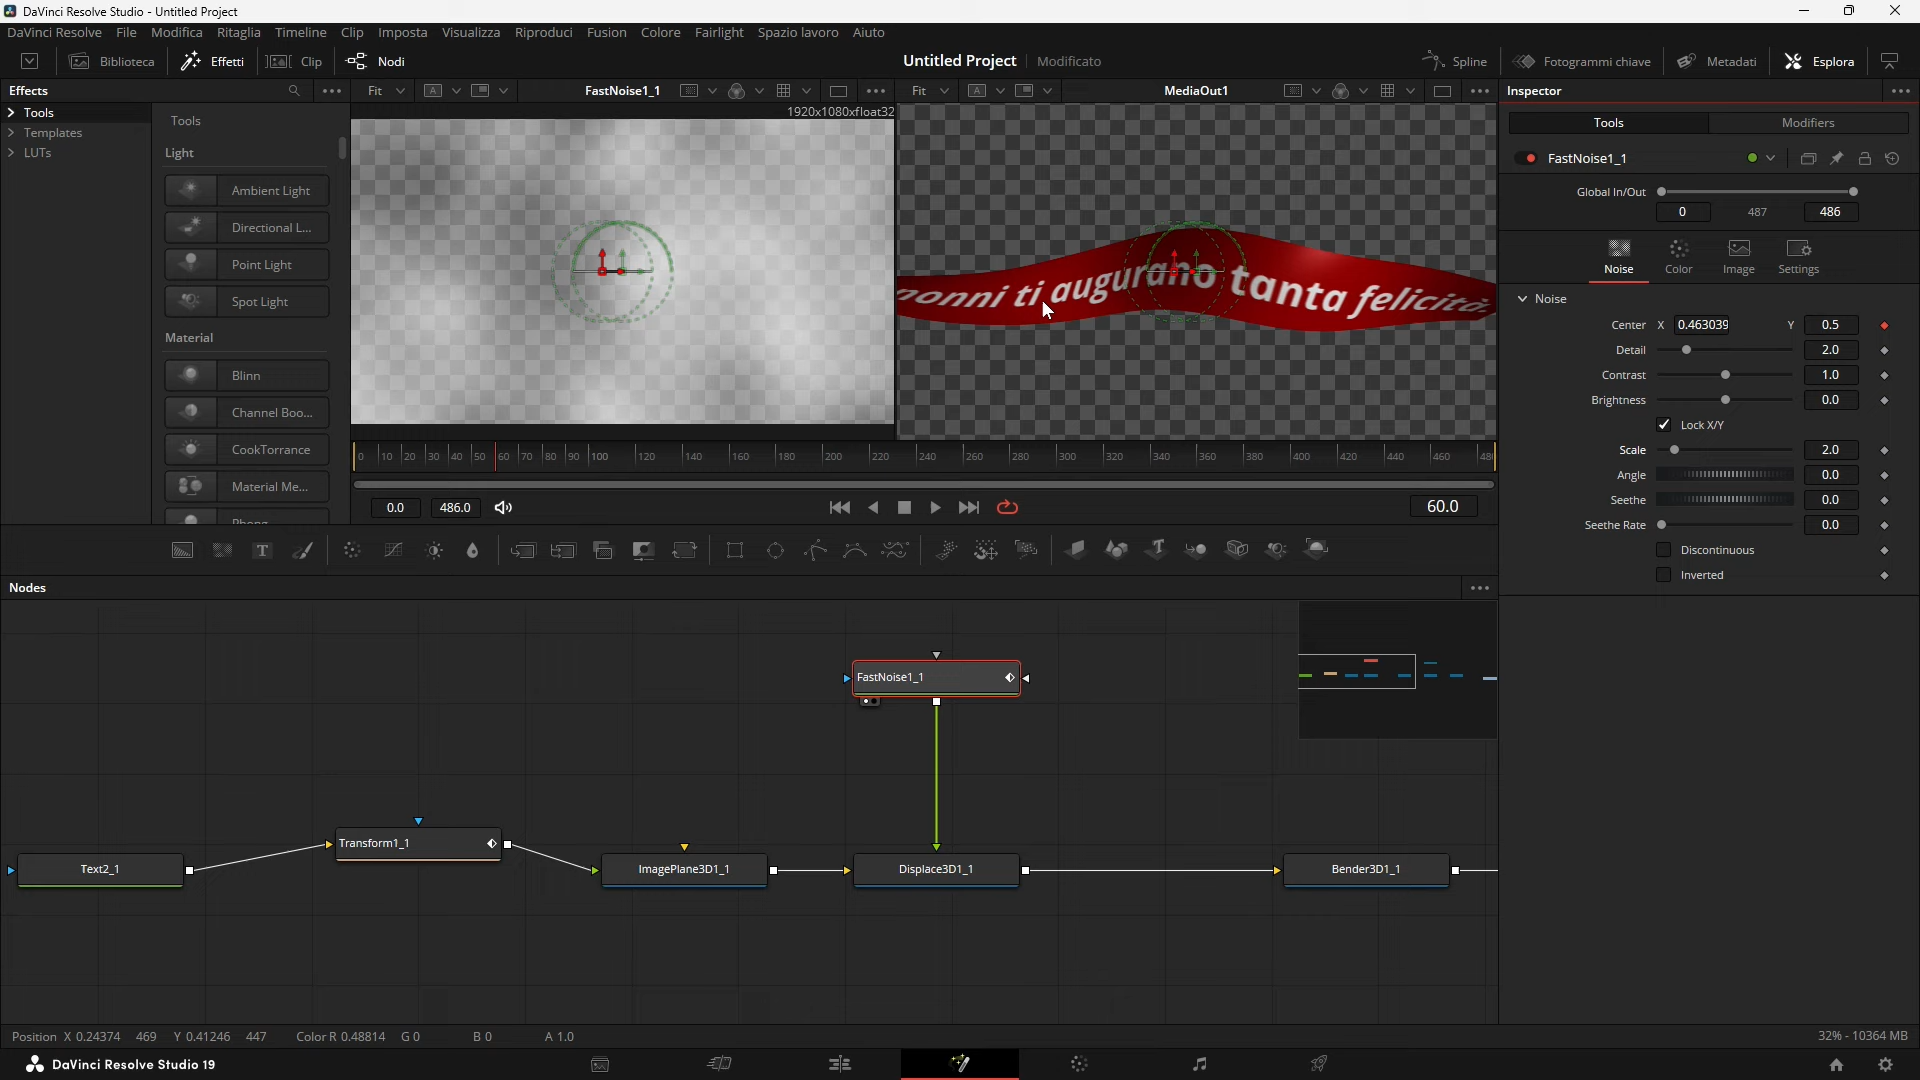 DaVinci Resolve Studio - Untitled Project
DaVinci Resolve File Modifica Ritaglia Timeline Clip Imposta Visualizza Riproduci Fusion Colore Fairlight Spazio lavoro Aiuto
Biblioteca Effetti Clip Nodi Untitled Project Modificato Spline Fotogrammi chiave Metadati Esplora
Effects Fit A FastNoise1_1 Fit A MediaOut1 Inspector
Tools
Templates
LUTs
Tools
Light
Ambient Light
Directional L...
Point Light
Spot Light
Material
Blinn
Channel Boo...
CookTorrance
Material Me...
Phong
1920x1080xfloat32
nonni ti augurano tanta felicità.
0 10 20 30 40 50 60 70 80 90 100 120 140 160 180 200 220 240 260 280 300 320 340 360 380 400 420 440 460 480
0.0 486.0 60.0
Tools Modifiers
FastNoise1_1
Global In/Out
0 487 486
Noise Color Image Settings
Noise
Center X 0.463039 Y 0.5
Detail 2.0
Contrast 1.0
Brightness 0.0
Lock X/Y
Scale 2.0
Angle 0.0
Seethe 0.0
Seethe Rate 0.0
Discontinuous
Inverted
Nodes
FastNoise1_1
Transform1_1
Text2_1 ImagePlane3D1_1 Displace3D1_1 Bender3D1_1
Position X 0.24374 469 Y 0.41246 447 Color R 0.48814 G 0 B 0 A 1.0 32% - 10364 MB
DaVinci Resolve Studio 19